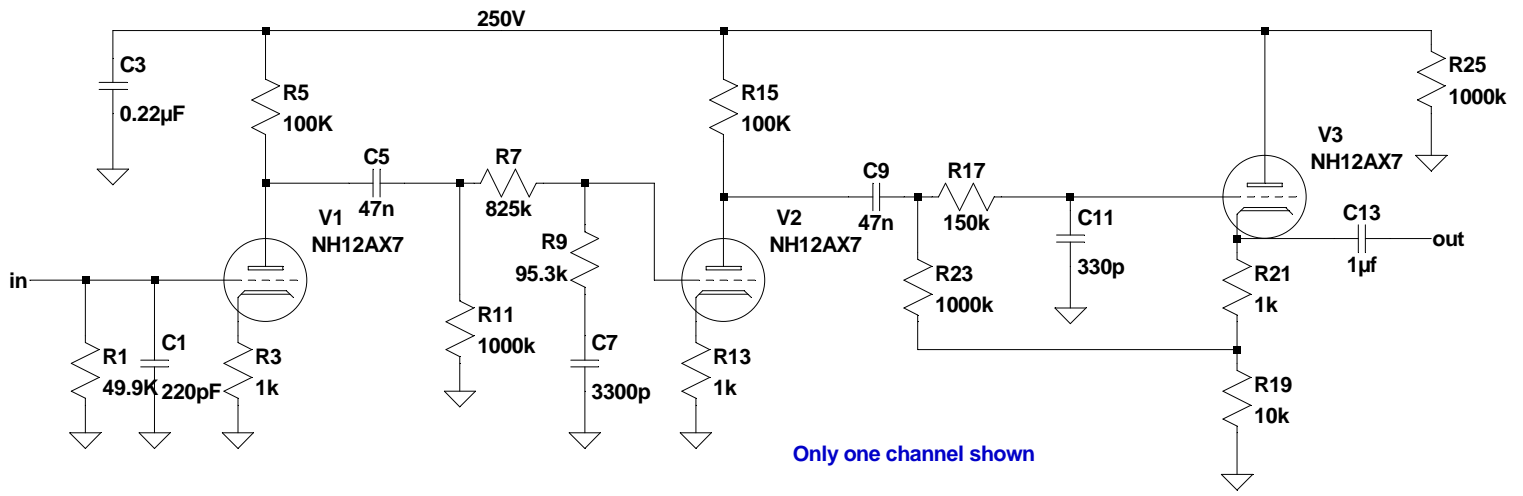 250V
C3
0.22µF
R5
100K
R15
100K
R25
1000k
V3
NH12AX7
C5
47n
R7
825k
C9
47n
R17
150k
V1
NH12AX7
R9
95.3k
V2
NH12AX7
C11
330p
C13
1µf
out
in
R23
1000k
R21
1k
R11
1000k
R1
49.9K
C1
220pF
R3
1k
C7
3300p
R13
1k
R19
10k
Only one channel shown